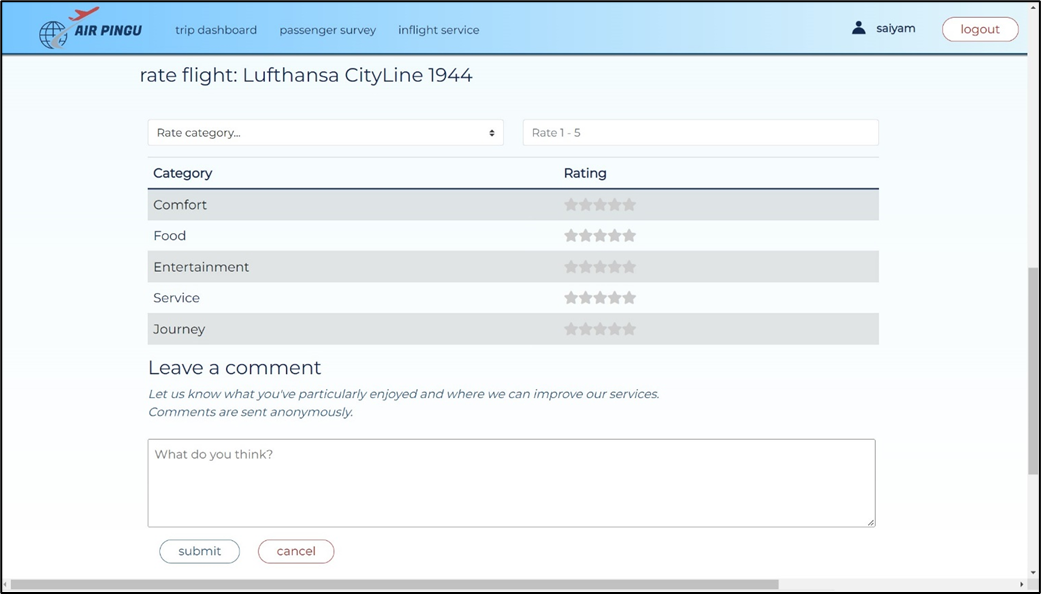 AIR PINGU trip dashboard passenger survey inflight service saiyam logout
rate flight: Lufthansa CityLine 1944
Rate category... Rate 1 - 5
Category Rating
Comfort
Food
Entertainment
Service
Journey
Leave a comment
Let us know what you've particularly enjoyed and where we can improve our services.
Comments are sent anonymously.
What do you think?
submit cancel